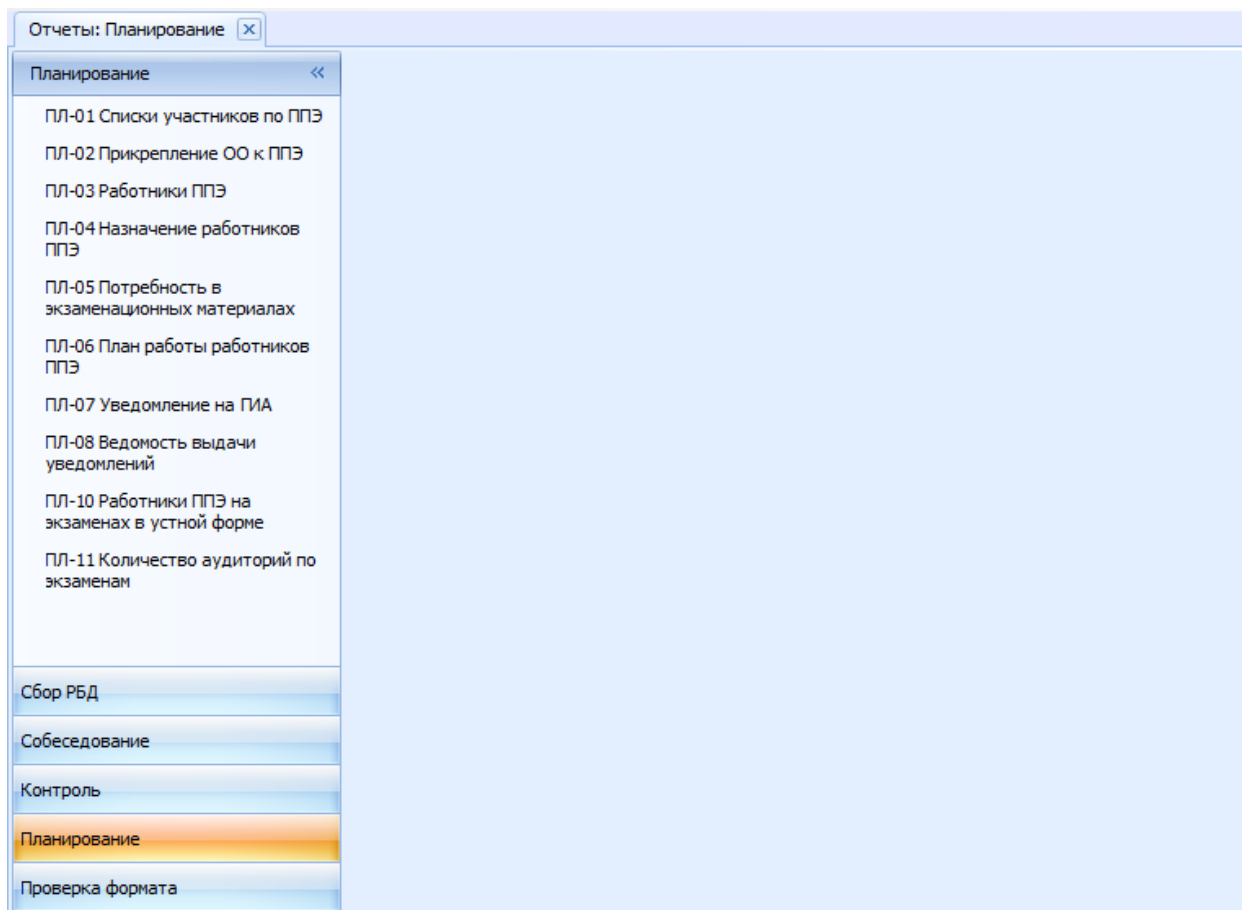 Отчеты: Планирование
Планирование
ПЛ-01 Списки участников по ППЭ
ПЛ-02 Прикрепление ОО к ППЭ
ПЛ-03 Работники ППЭ
ПЛ-04 Назначение работников
ППЭ
ПЛ-05 Потребность в
экзаменационных материалах
ПЛ-06 План работы работников
ППЭ
ПЛ-07 Уведомление на ГИА
ПЛ-08 Ведомость выдачи
уведомлений
ПЛ-10 Работники ППЭ на
экзаменах в устной форме
ПЛ-11 Количество аудиторий по
экзаменам
Сбор РБД
Собеседование
Контроль
Планирование
Проверка формата